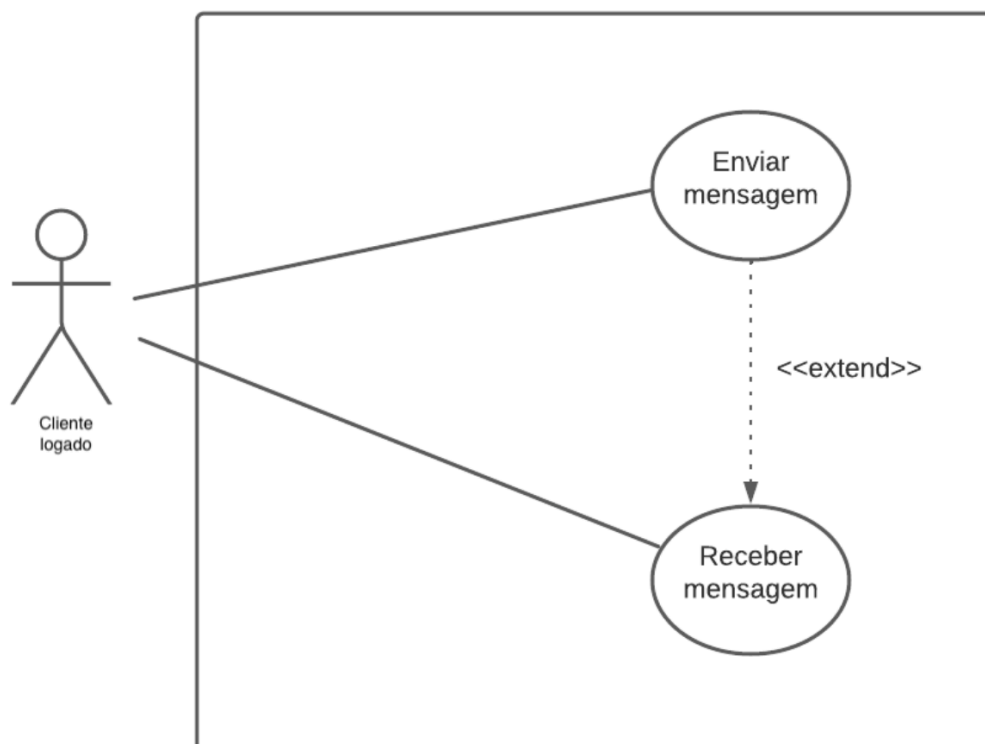 Enviar
mensagem
<<extend>>
Cliente
logado
Receber
mensagem